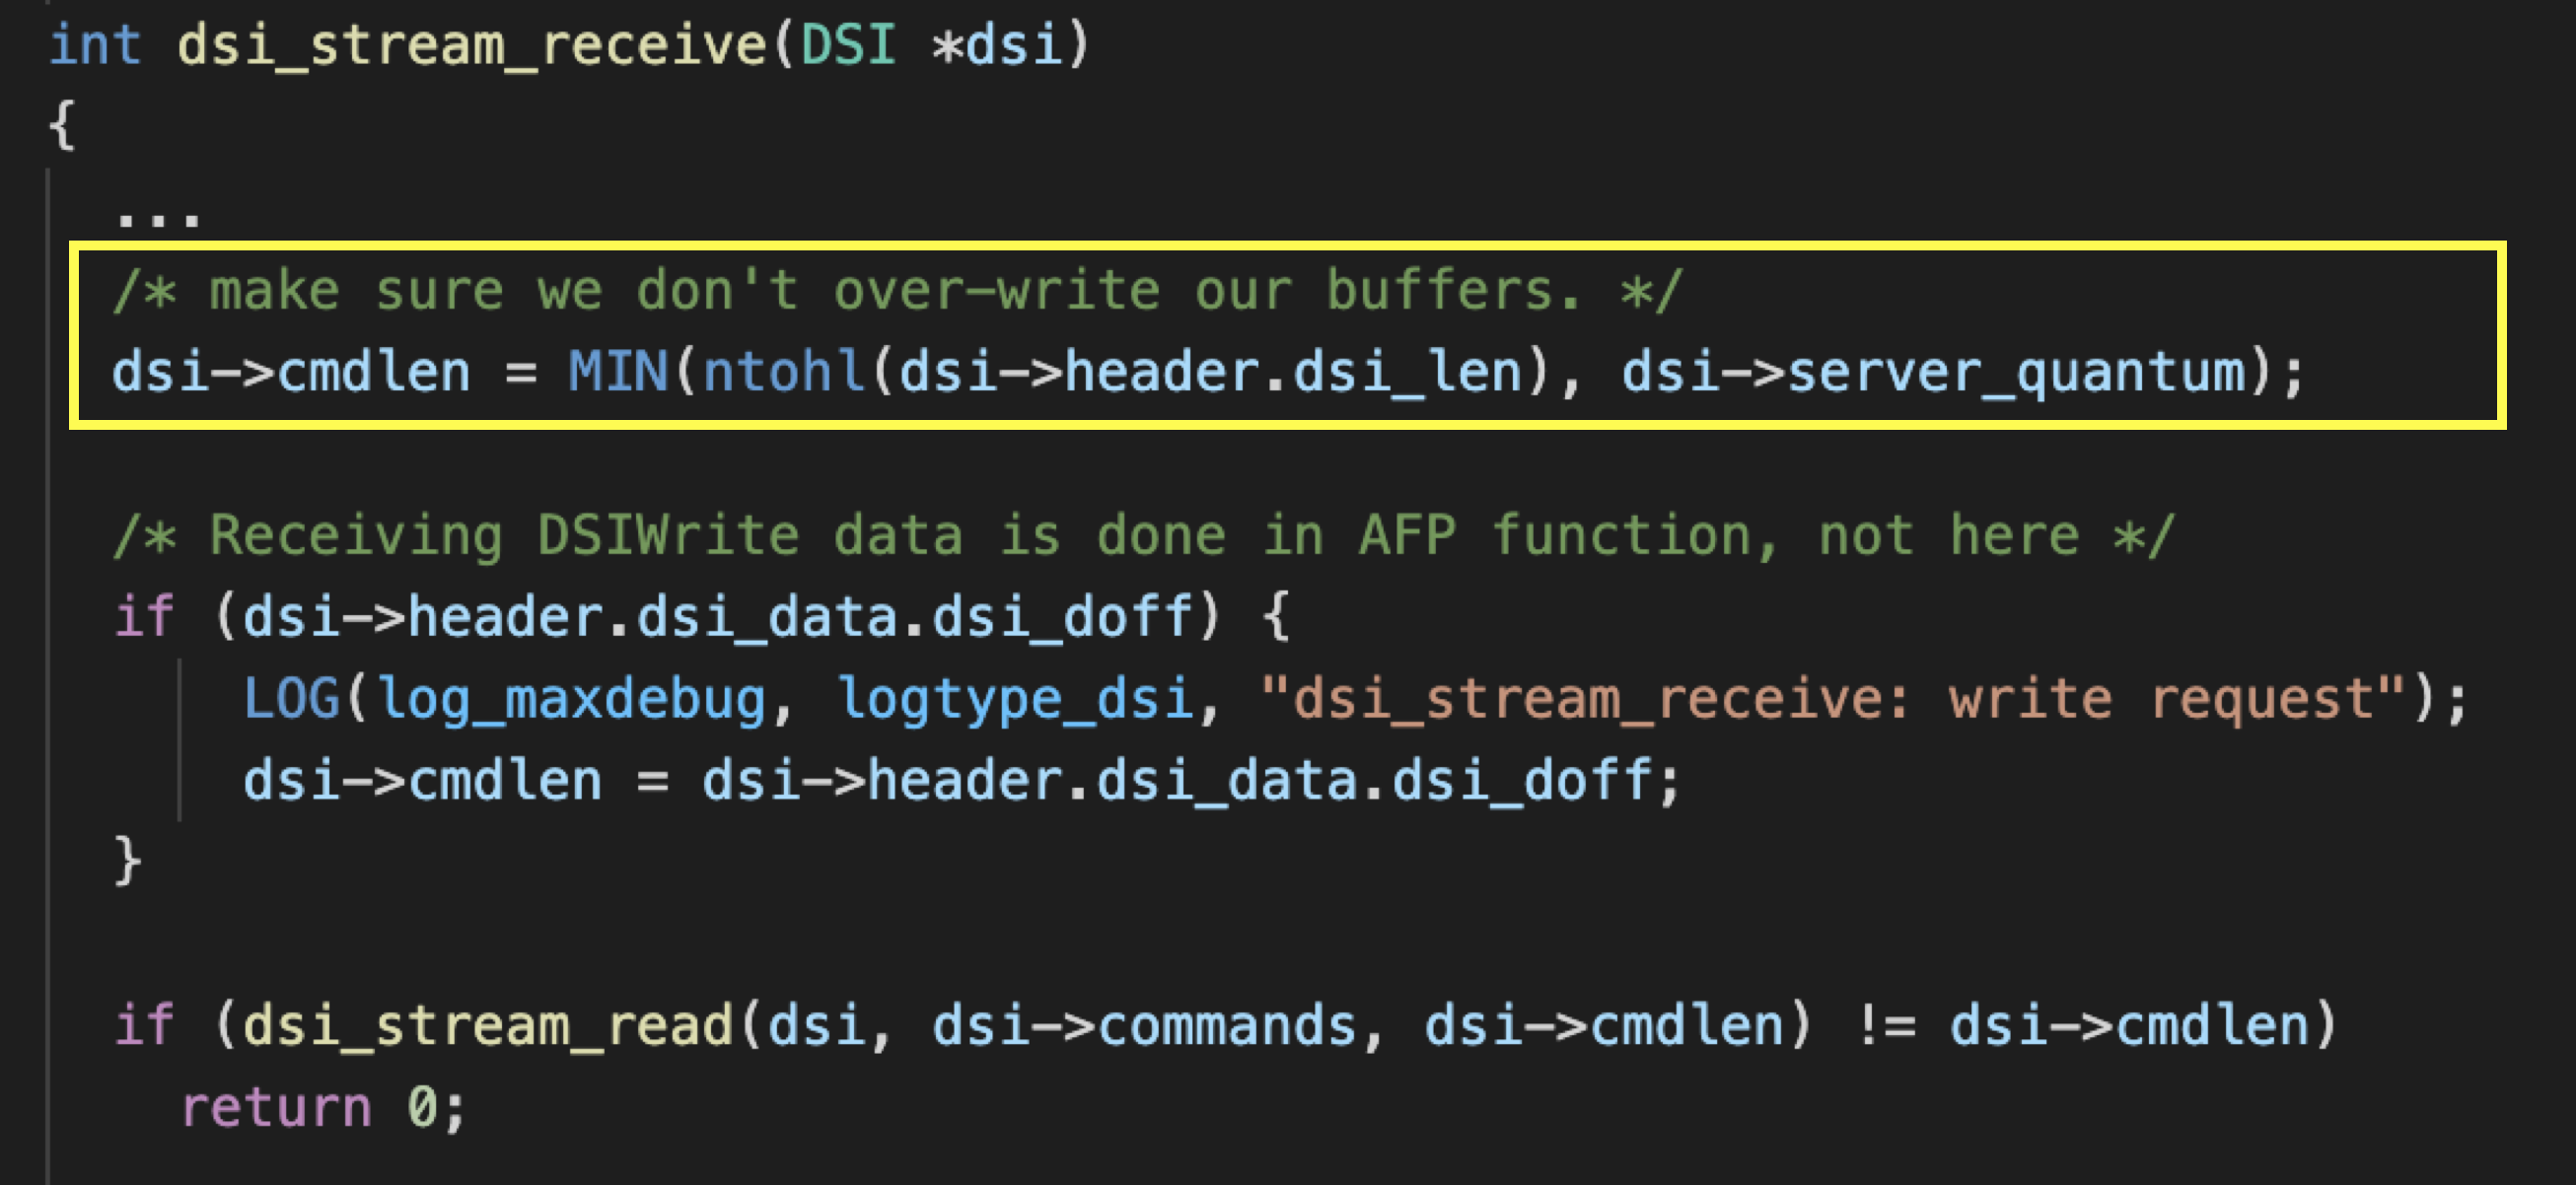 int dsi_stream_receive(DSI *dsi)
{
...
/* make sure we don't over-write our buffers. */
dsi->cmdlen = MIN(ntohl(dsi->header.dsi_len), dsi->server_quantum);
/* Receiving DSIWrite data is done in AFP function, not here */
if (dsi->header.dsi_data.dsi_doff) {
LOG(log_maxdebug, logtype_dsi, "dsi_stream_receive: write request");
dsi->cmdlen = dsi->header.dsi_data.dsi_doff;
}
if (dsi_stream_read(dsi, dsi->commands, dsi->cmdlen) != dsi->cmdlen)
return 0;